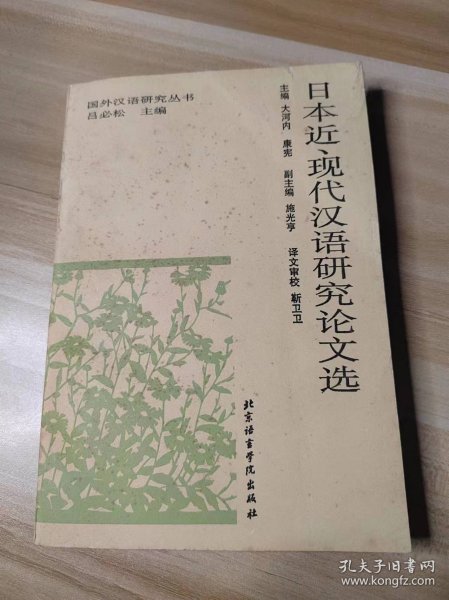 国外汉语研究丛书
吕必松 主编
日本近、现代汉语研究论文选
主编 大河内 康宪 副主编 施光亨 译文审校 靳卫卫
北京语言学院出版社
孔夫子旧书网
www.kongfz.com